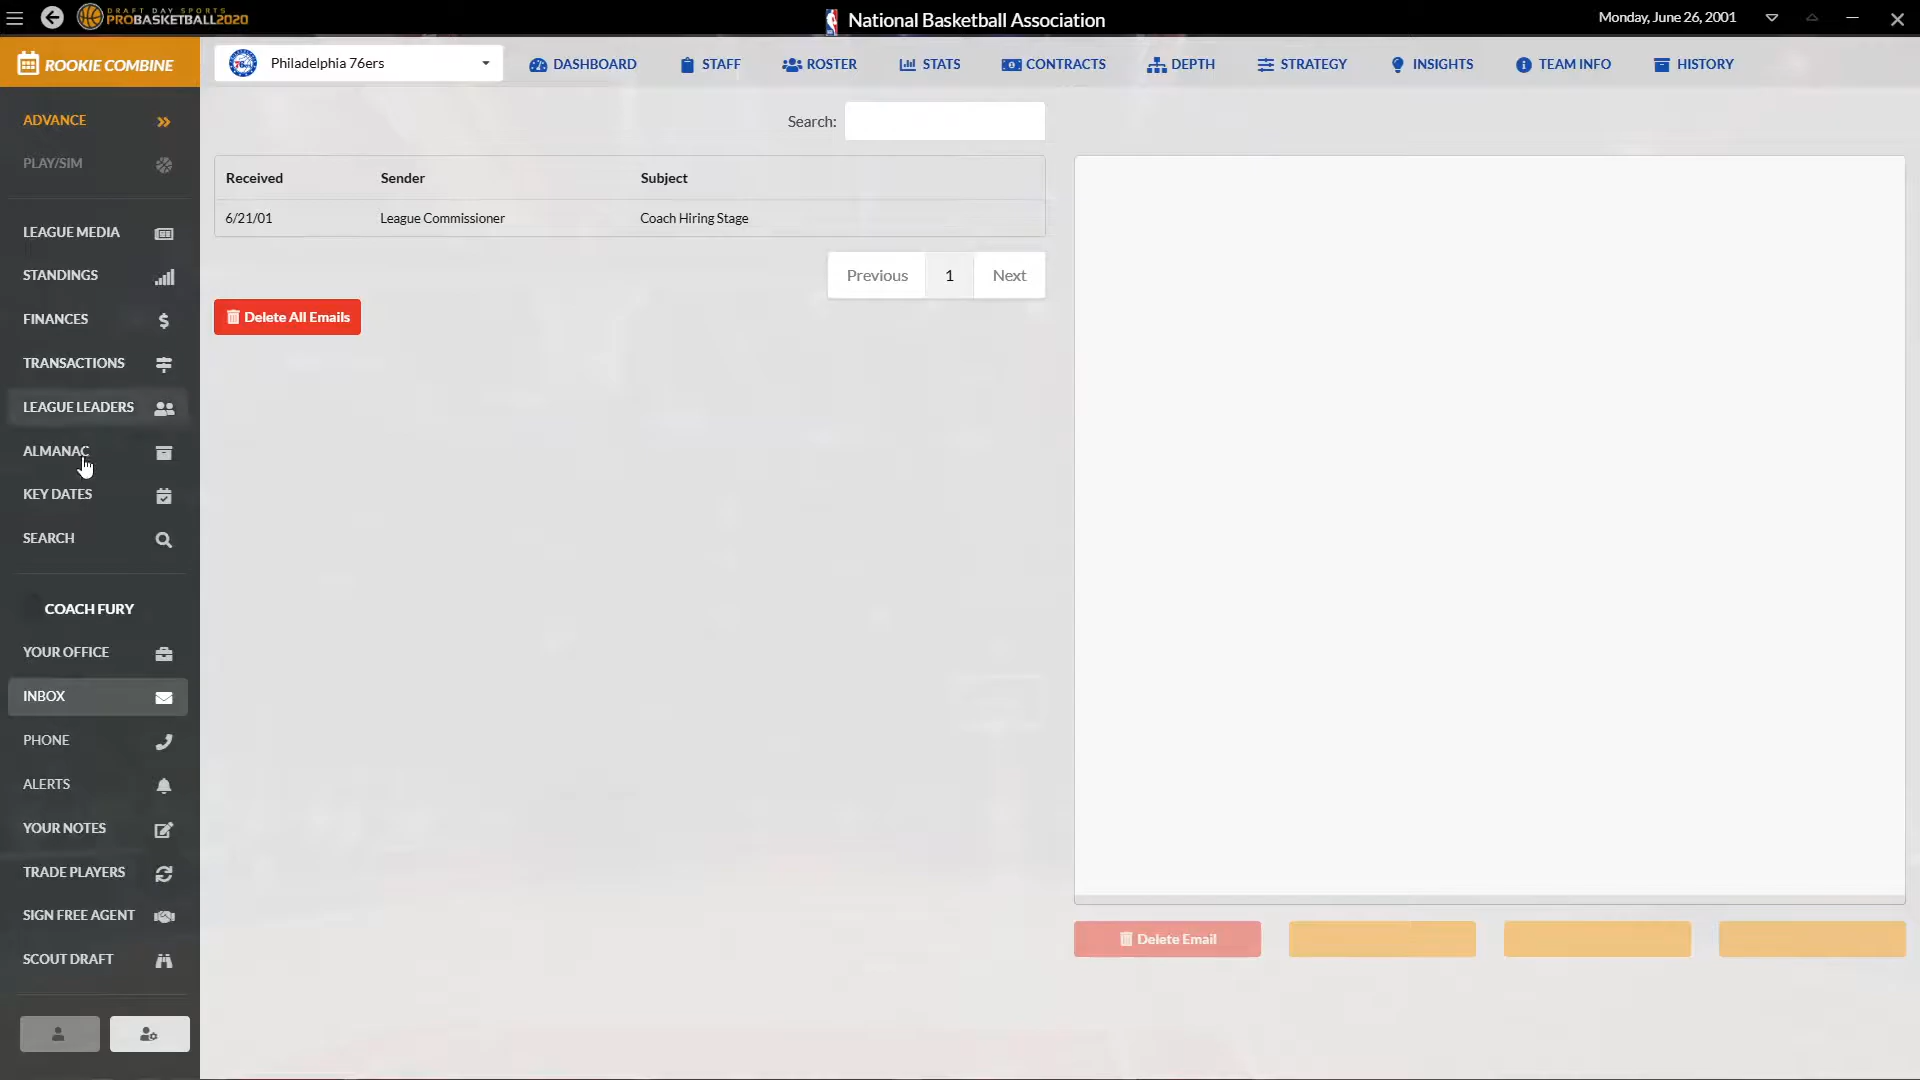 DRAFT DAY SPORTS
PROBASKETBALL2020
National Basketball Association
Monday, June 26, 2001
ROOKIE COMBINE
Philadelphia 76ers
DASHBOARD
STAFF
ROSTER
STATS
CONTRACTS
DEPTH
STRATEGY
INSIGHTS
TEAM INFO
HISTORY
ADVANCE
PLAY/SIM
LEAGUE MEDIA
STANDINGS
FINANCES
TRANSACTIONS
LEAGUE LEADERS
ALMANAC
KEY DATES
SEARCH
COACH FURY
YOUR OFFICE
INBOX
PHONE
ALERTS
YOUR NOTES
TRADE PLAYERS
SIGN FREE AGENT
SCOUT DRAFT
Search:
Received Sender Subject
6/21/01 League Commissioner Coach Hiring Stage
Previous 1 Next
Delete All Emails
Delete Email